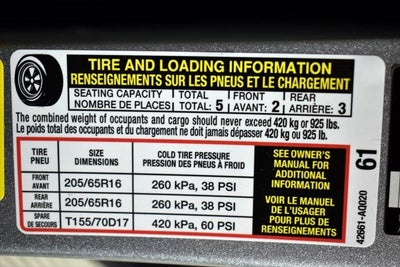 TIRE AND LOADING INFORMATION
RENSEIGNEMENTS SUR LES PNEUS ET LE CHARGEMENT
SEATING CAPACITY TOTAL FRONT REAR
NOMBRE DE PLACES TOTAL: 5 AVANT: 2 ARRIÈRE: 3
The combined weight of occupants and cargo should never exceed 420 kg or 925 lbs.
Le poids total des occupants et du chargement ne doit jamais dépasser 420 kg ou 925 lb.
TIRE SIZE COLD TIRE PRESSURE
PNEU DIMENSIONS PRESSION DES PNEUS À FROID
FRONT
AVANT 205/65R16 260 kPa, 38 PSI
REAR
ARRIÈRE 205/65R16 260 kPa, 38 PSI
SPARE
DE SECOURS T155/70D17 420 kPa, 60 PSI
SEE OWNER'S
MANUAL FOR
ADDITIONAL
INFORMATION
VOIR LE MANUEL
DE L'USAGER
POUR PLUS DE
RENSEIGNEMENTS
61
42661-A0020